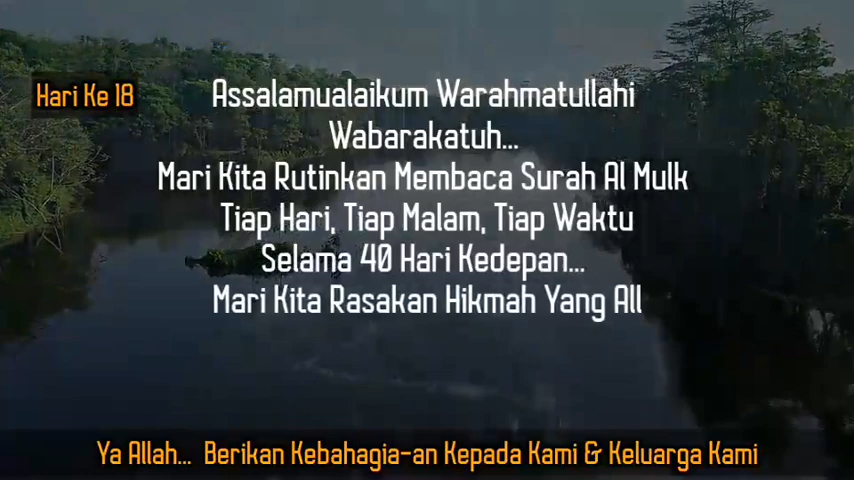 Hari Ke 18
Assalamualaikum Warahmatullahi
Wabarakatuh...
Mari Kita Rutinkan Membaca Surah Al Mulk
Tiap Hari, Tiap Malam, Tiap Waktu
Selama 40 Hari Kedepan...
Mari Kita Rasakan Hikmah Yang All
Ya Allah... Berikan Kebahagia-an Kepada Kami & Keluarga Kami